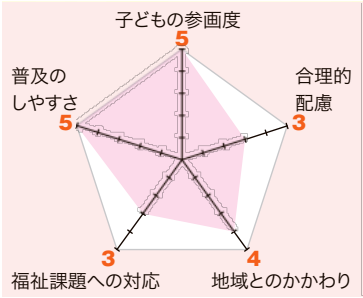 子どもの参画度
5
普及の
しやすさ
5
合理的
配慮
3
3
福祉課題への対応
4
地域とのかかわり